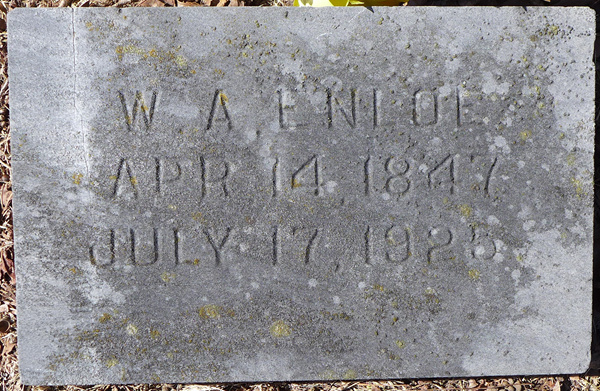 W A ENLOE
APR 14, 1847
JULY 17, 1925